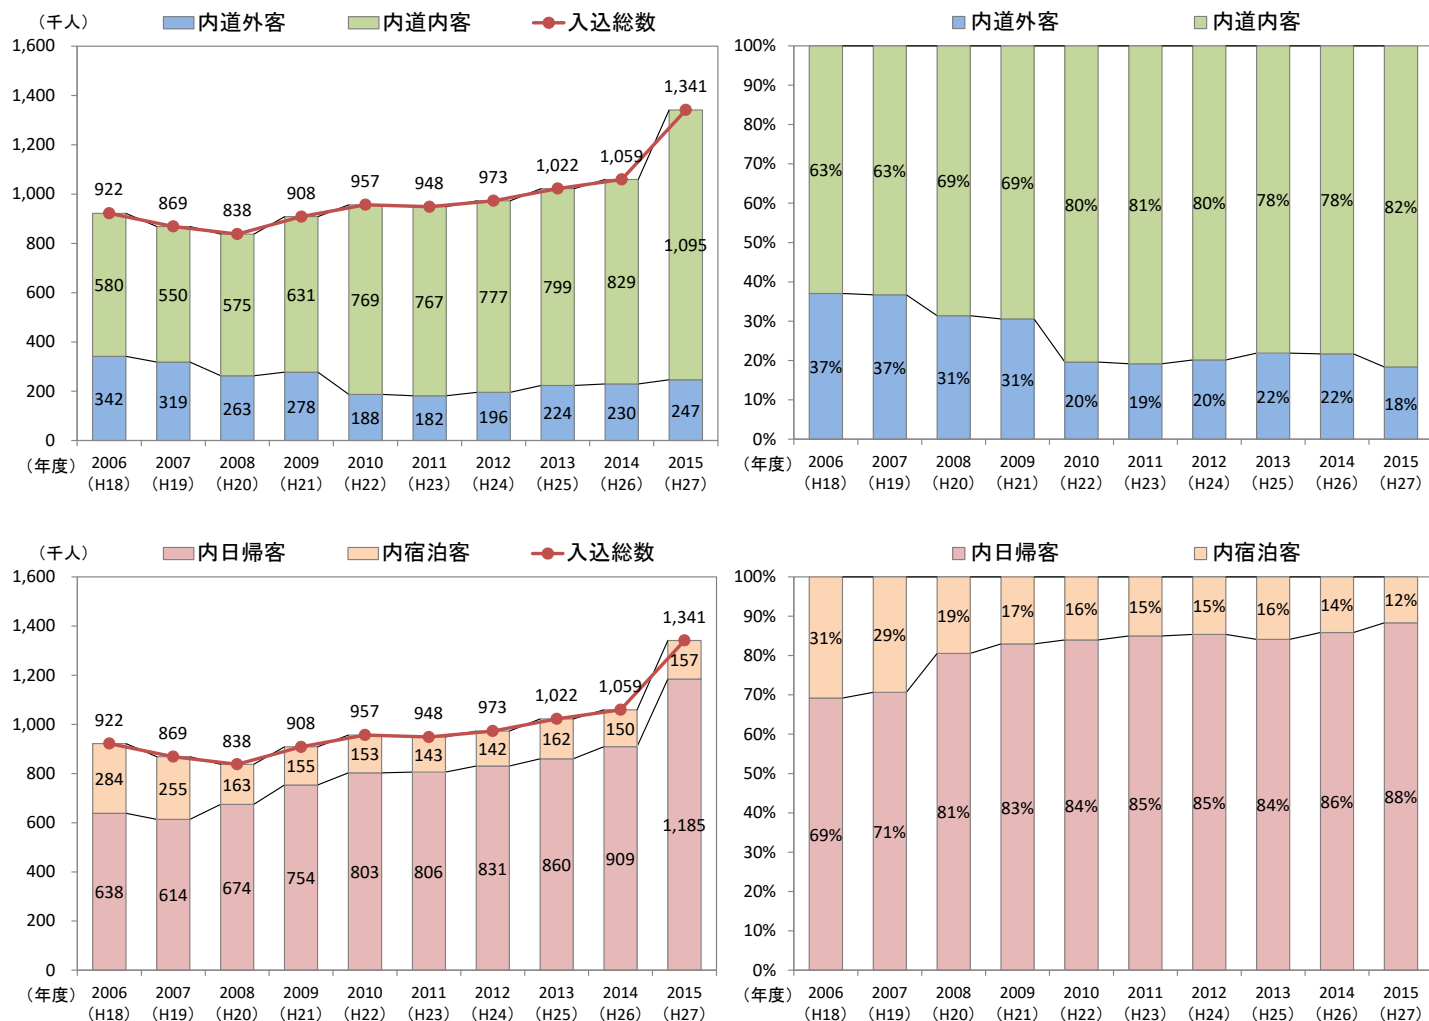 （千人） 内道外客 内道内客 入込総数
1,600
1,400
1,200
1,000
800
600
400
200
0
922 869 838 908 957 948 973 1,022 1,059 1,341
580 550 575 631 769 767 777 799 829 1,095
342 319 263 278 188 182 196 224 230 247
（年度） 2006 2007 2008 2009 2010 2011 2012 2013 2014 2015
（H18） （H19） （H20） （H21） （H22） （H23） （H24） （H25） （H26） （H27）
内道外客 内道内客
100%
90%
80%
70%
60%
50%
40%
30%
20%
10%
0%
63% 63% 69% 69% 80% 81% 80% 78% 78% 82%
37% 37% 31% 31% 20% 19% 20% 22% 22% 18%
（年度） 2006 2007 2008 2009 2010 2011 2012 2013 2014 2015
（H18） （H19） （H20） （H21） （H22） （H23） （H24） （H25） （H26） （H27）
（千人） 内日帰客 内宿泊客 入込総数
1,600
1,400
1,200
1,000
800
600
400
200
0
922 869 838 908 957 948 973 1,022 1,059 1,341
284 255 163 155 153 143 142 162 150 157
638 614 674 754 803 806 831 860 909 1,185
（年度） 2006 2007 2008 2009 2010 2011 2012 2013 2014 2015
（H18） （H19） （H20） （H21） （H22） （H23） （H24） （H25） （H26） （H27）
内日帰客 内宿泊客
100%
90%
80%
70%
60%
50%
40%
30%
20%
10%
0%
31% 29% 19% 17% 16% 15% 15% 16% 14% 12%
69% 71% 81% 83% 84% 85% 85% 84% 86% 88%
（年度） 2006 2007 2008 2009 2010 2011 2012 2013 2014 2015
（H18） （H19） （H20） （H21） （H22） （H23） （H24） （H25） （H26） （H27）